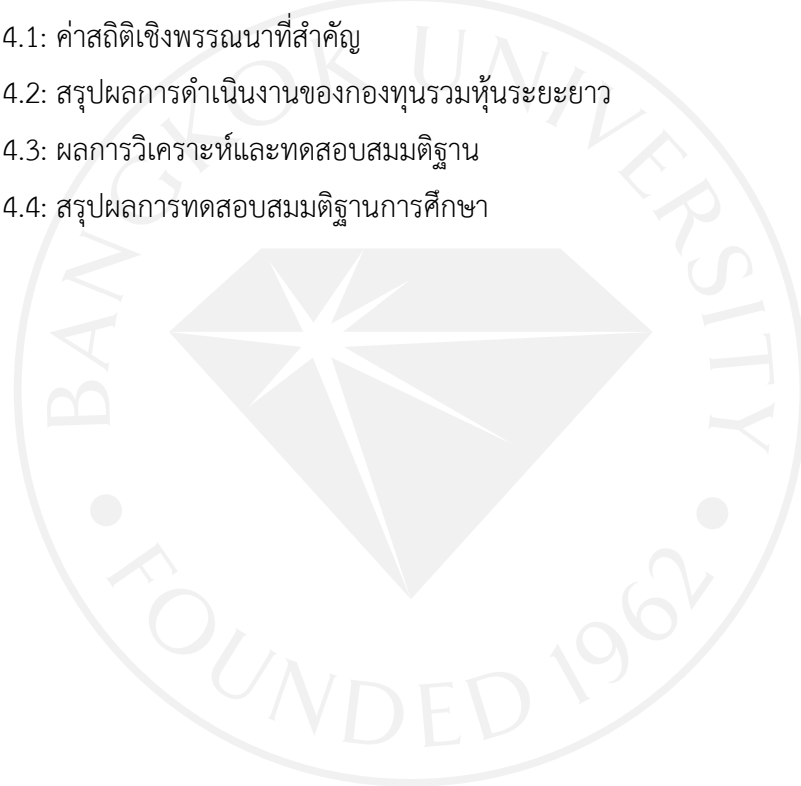 4.1: ค่าสถิติเชิงพรรณนาที่สำคัญ
4.2: สรุปผลการดำเนินงานของกองทุนรวมหุ้นระยะยาว
4.3: ผลการวิเคราะห์และทดสอบสมมติฐาน
4.4: สรุปผลการทดสอบสมมติฐานการศึกษา
BANGKOK UNIVERSITY
FOUNDED 1962